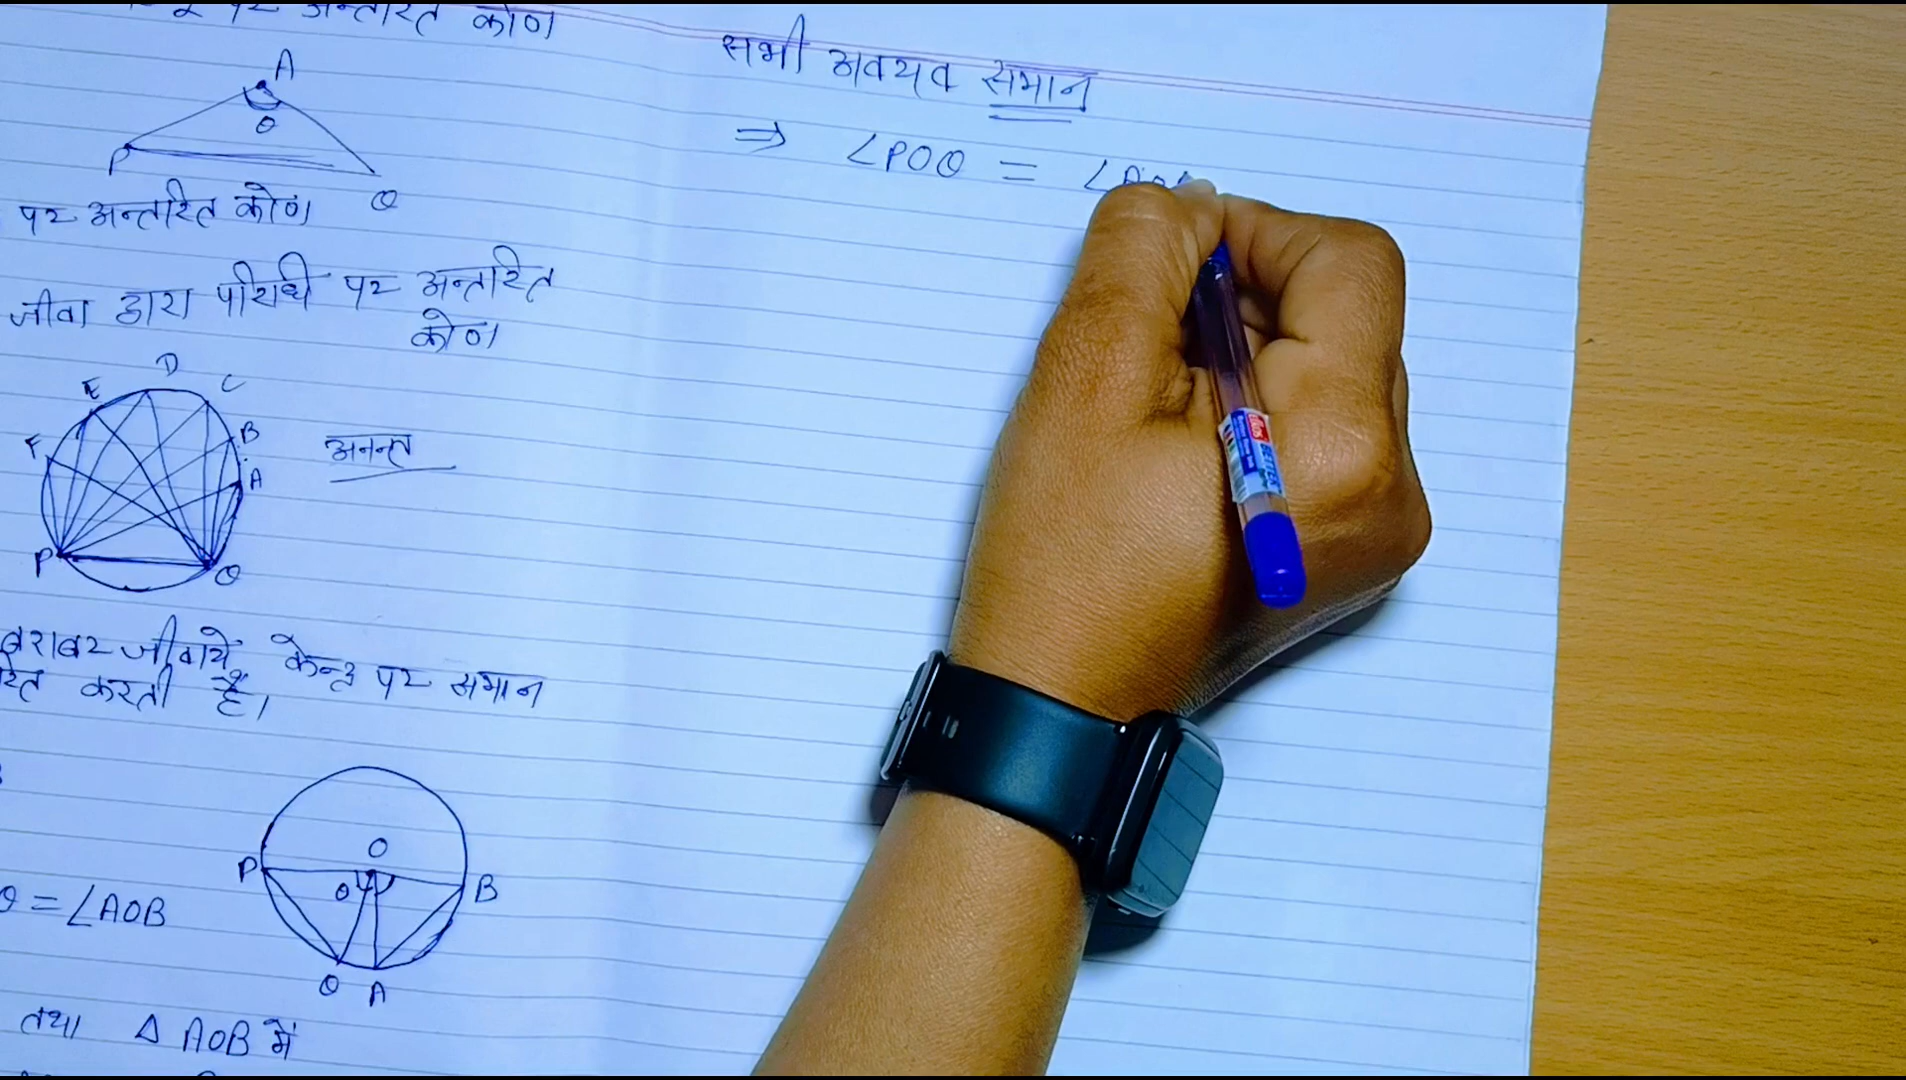 पर अन्तरित कोण
A
θ
P
Q
पर अन्तरित कोण
जीवा द्वारा परिधी पर अन्तरित
कोण
D
E
C
F
B
A
अनन्त
P
Q
बराबर जीवायें केन्द्र पर समान
रित करती हैं।
O
P
θ
B
Q = ∠AOB
Q
A
तथा Δ AOB में
सभी अवयव समान
⇒ ∠POQ = ∠AO